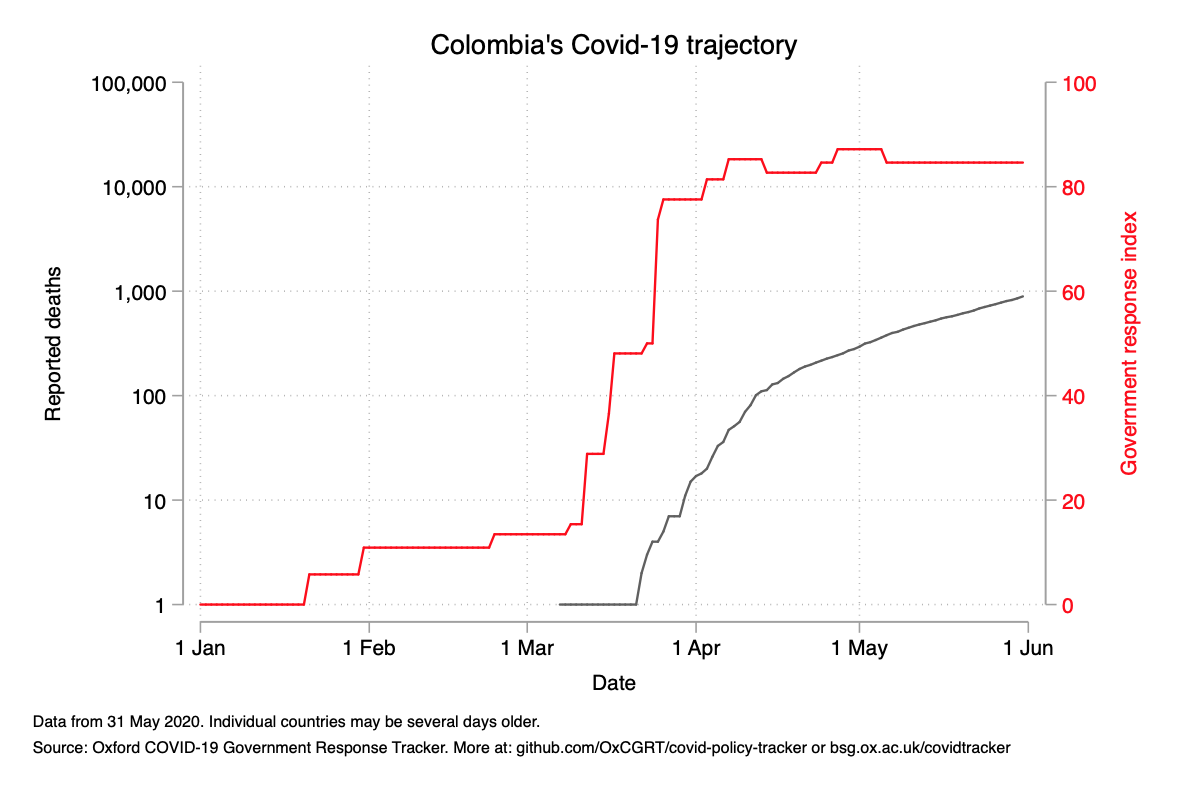 Colombia's Covid-19 trajectory
100,000
10,000
1,000
100
10
1
Reported deaths
100
80
60
40
20
0
Government response index
1 Jan
1 Feb
1 Mar
1 Apr
1 May
1 Jun
Date
Data from 31 May 2020. Individual countries may be several days older.
Source: Oxford COVID-19 Government Response Tracker. More at: github.com/OxCGRT/covid-policy-tracker or bsg.ox.ac.uk/covidtracker